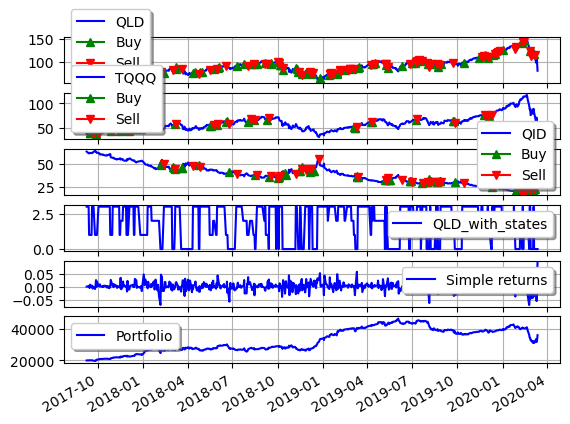 QLD
Buy
Sell
150
100
TQQQ
Buy
Sell
100
50
QID
Buy
Sell
50
25
QLD_with_states
2.5
0.0
Simple returns
0.05
0.00
−0.05
Portfolio
40000
20000
2017-10
2018-01
2018-04
2018-07
2018-10
2019-01
2019-04
2019-07
2019-10
2020-01
2020-04